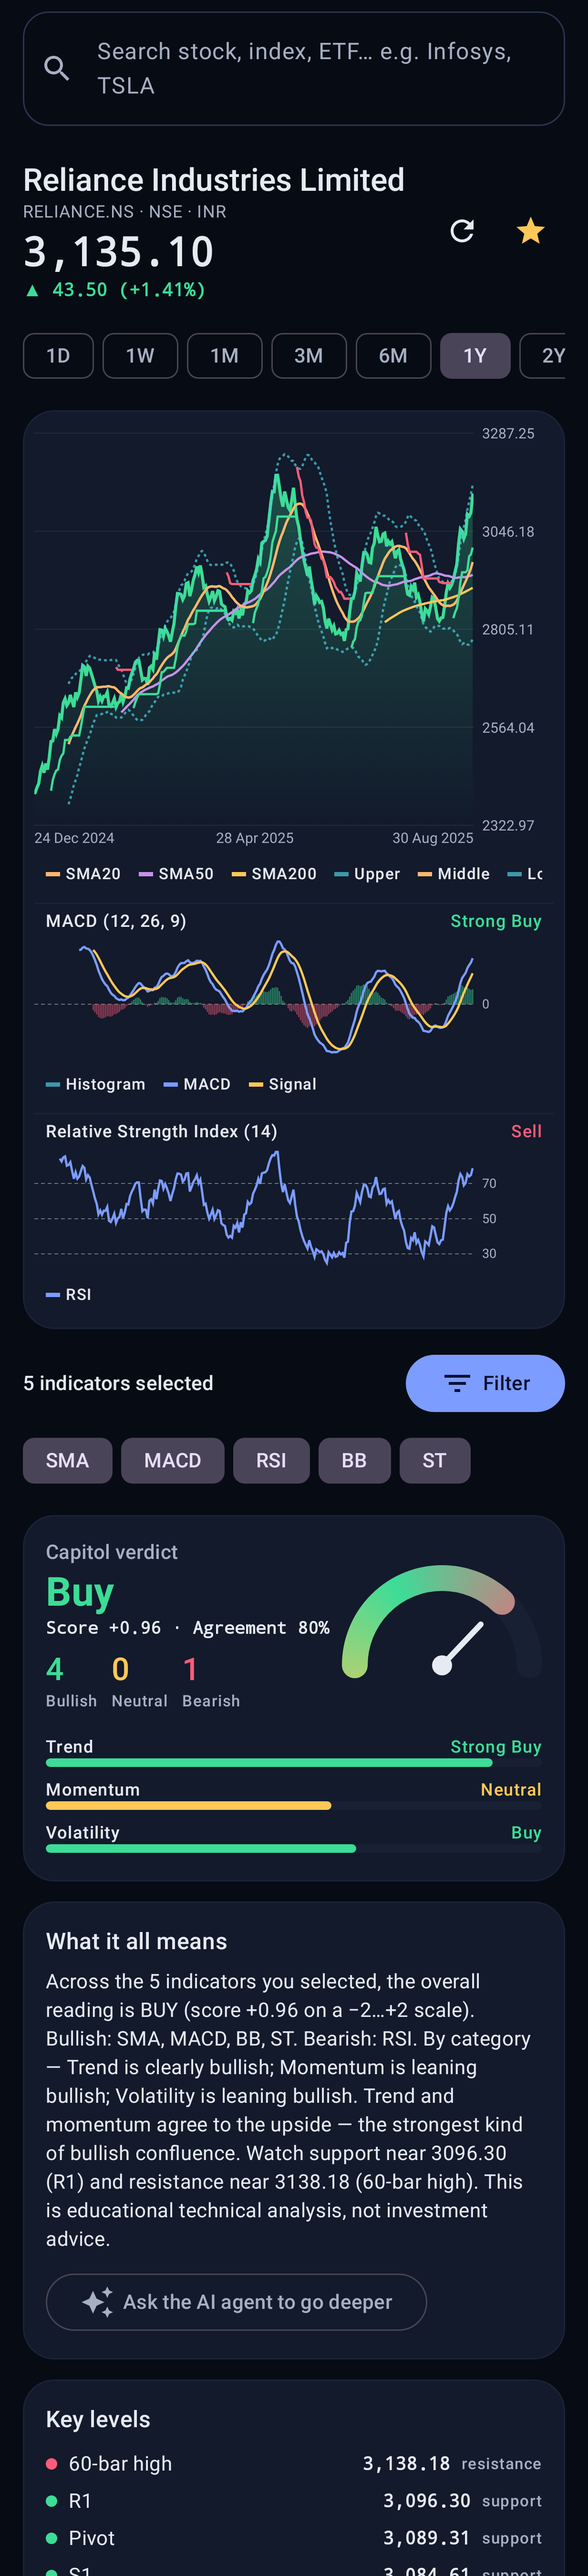 Search stock, index, ETF… e.g. Infosys,
TSLA
Reliance Industries Limited
RELIANCE.NS · NSE · INR
3,135.10
▲ 43.50 (+1.41%)
1D 1W 1M 3M 6M 1Y 2Y
3287.25
3046.18
2805.11
2564.04
2322.97
24 Dec 2024 28 Apr 2025 30 Aug 2025
SMA20 SMA50 SMA200 Upper Middle
MACD (12, 26, 9) Strong Buy
0
Histogram MACD Signal
Relative Strength Index (14) Sell
70
50
30
RSI
5 indicators selected Filter
SMA MACD RSI BB ST
Capitol verdict
Buy
Score +0.96 · Agreement 80%
4 0 1
Bullish Neutral Bearish
Trend Strong Buy
Momentum Neutral
Volatility Buy
What it all means
Across the 5 indicators you selected, the overall
reading is BUY (score +0.96 on a −2…+2 scale).
Bullish: SMA, MACD, BB, ST. Bearish: RSI. By category
— Trend is clearly bullish; Momentum is leaning
bullish; Volatility is leaning bullish. Trend and
momentum agree to the upside — the strongest kind
of bullish confluence. Watch support near 3096.30
(R1) and resistance near 3138.18 (60-bar high). This
is educational technical analysis, not investment
advice.
Ask the AI agent to go deeper
Key levels
60-bar high 3,138.18 resistance
R1 3,096.30 support
Pivot 3,089.31 support
S1 3,084.61 support